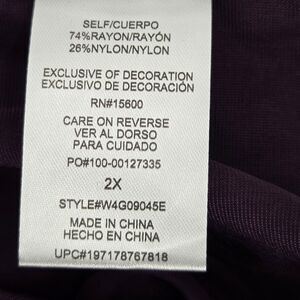 SELF/CUERPO
74%RAYON/RAYÓN
26%NYLON/NYLON
EXCLUSIVE OF DECORATION
EXCLUSIVO DE DECORACIÓN
RN#15600
CARE ON REVERSE
VER AL DORSO
PARA CUIDADO
PO#100-00127335
2X
STYLE#W4G09045E
MADE IN CHINA
HECHO EN CHINA
UPC#197178767818